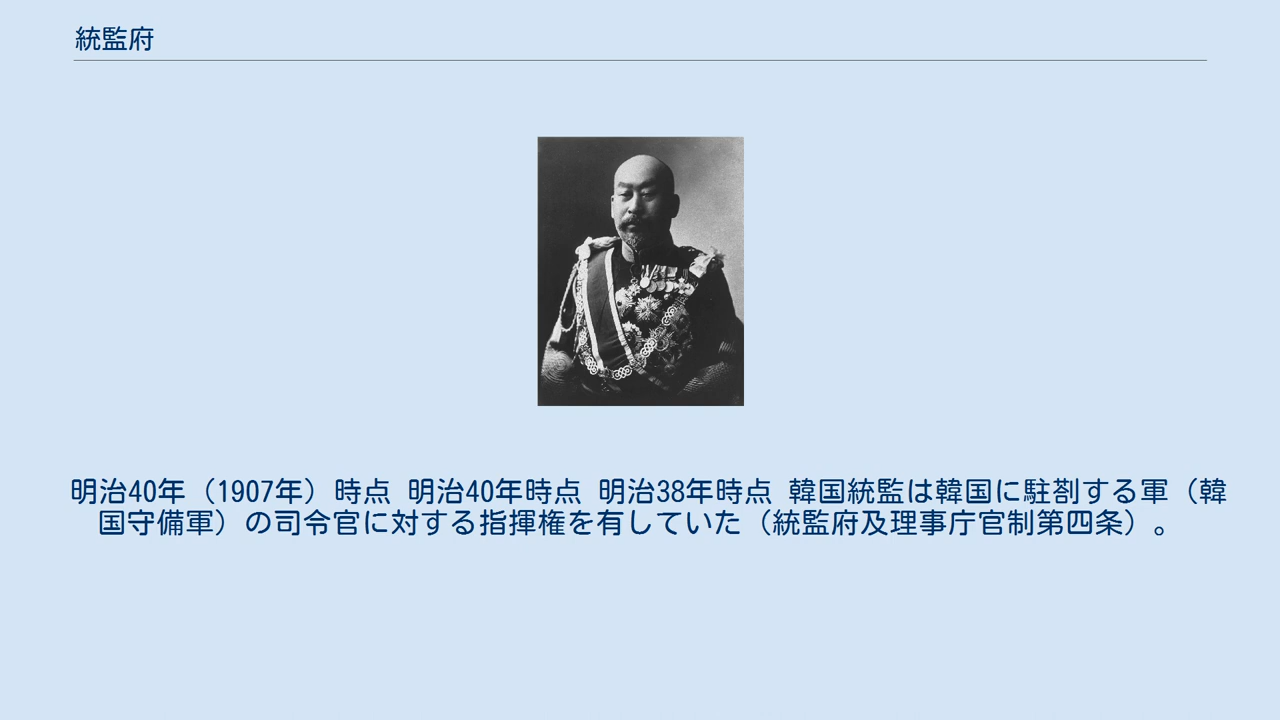 統監府
明治40年（1907年）時点 明治40年時点 明治38年時点 韓国統監は韓国に駐剳する軍（韓
国守備軍）の司令官に対する指揮権を有していた（統監府及理事庁官制第四条）。